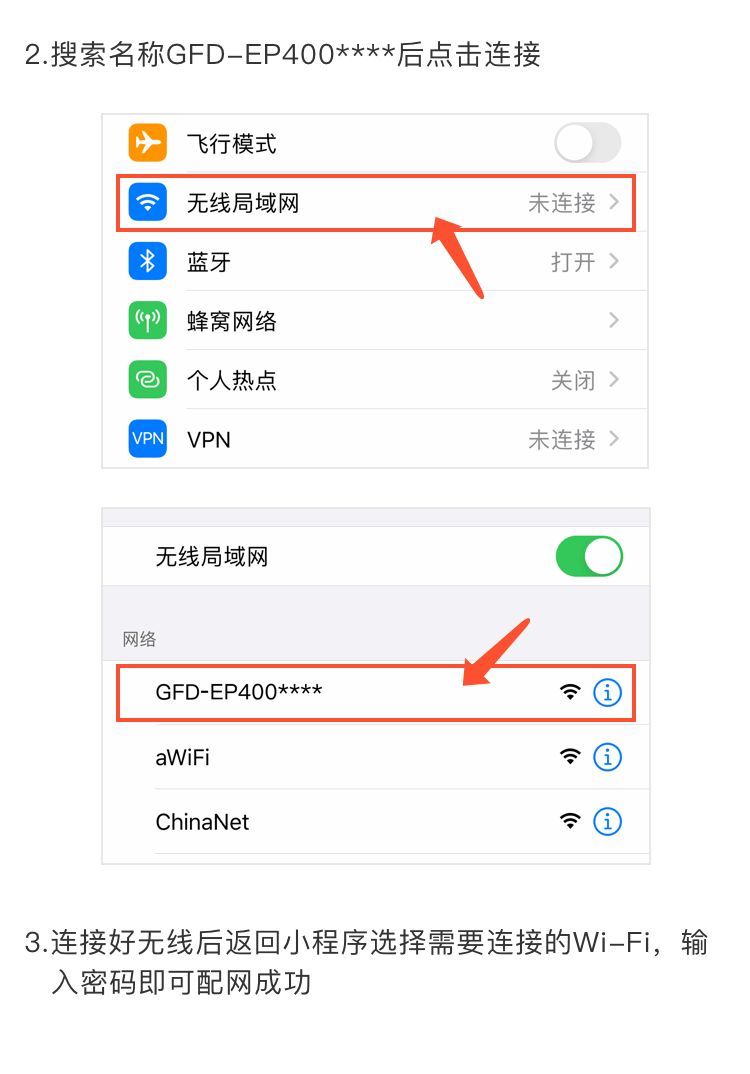 2.搜索名称GFD-EP400****后点击连接
飞行模式
无线局域网 未连接
蓝牙 打开
蜂窝网络
个人热点 关闭
VPN VPN 未连接
无线局域网
网络
GFD-EP400****
aWiFi
ChinaNet
3.连接好无线后返回小程序选择需要连接的Wi-Fi，输
入密码即可配网成功